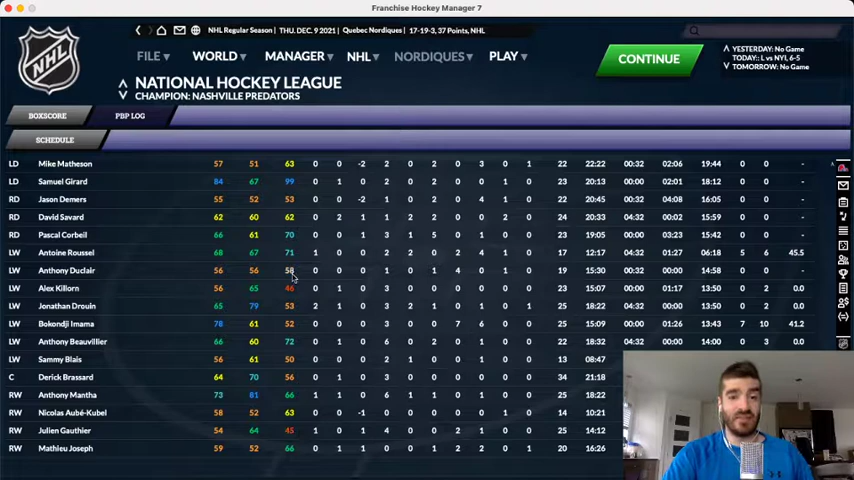 Franchise Hockey Manager 7
NHL Regular Season | THU. DEC. 9 2021 | Quebec Nordiques | 17-19-3, 37 Points, NHL
NHL
FILE WORLD MANAGER NHL NORDIQUES PLAY
CONTINUE
YESTERDAY: No Game
TODAY:: L vs NYI, 6-5
TOMORROW: No Game
NATIONAL HOCKEY LEAGUE
CHAMPION: NASHVILLE PREDATORS
BOXSCORE PBP LOG
SCHEDULE
LD Mike Matheson 57 51 63 0 0 -2 2 0 2 0 3 0 1 22 22:22 00:32 02:06 19:44 0 0 -
LD Samuel Girard 84 67 99 0 1 0 2 0 2 0 1 0 1 23 20:13 00:00 02:01 18:12 0 0 -
RD Jason Demers 55 52 53 0 0 -2 1 0 2 1 4 0 0 22 20:45 00:32 04:08 16:05 0 0 -
RD David Savard 62 60 62 0 2 1 1 2 2 0 0 2 0 24 20:33 04:32 00:02 15:59 0 0 -
RD Pascal Corbeil 66 61 70 0 0 0 1 3 1 5 0 1 0 23 19:05 00:00 03:23 15:42 0 0 -
LW Antoine Roussel 68 67 71 1 0 0 2 2 0 2 4 1 0 17 12:17 04:32 01:27 06:18 5 6 45.5
LW Anthony Duclair 56 56 58 0 0 0 1 0 1 4 0 1 0 19 15:30 00:32 00:00 14:58 0 0 -
LW Alex Killorn 56 65 46 0 1 0 3 0 0 0 0 0 0 23 15:07 00:00 01:17 13:50 0 2 0.0
LW Jonathan Drouin 65 79 53 2 1 0 3 2 1 0 1 0 1 25 18:22 04:32 00:00 13:50 0 2 0.0
LW Bokondji Imama 78 61 52 0 0 0 3 0 0 7 6 0 0 25 15:09 00:00 01:26 13:43 7 10 41.2
LW Anthony Beauvillier 66 60 72 0 1 0 6 0 2 0 1 0 0 22 18:32 04:32 00:00 14:00 0 3 0.0
LW Sammy Blais 56 61 50 0 1 0 2 0 1 0 0 0 0 13 08:47
C Derick Brassard 64 70 56 0 1 0 3 0 0 0 0 0 0 34 21:18
RW Anthony Mantha 73 81 66 1 1 0 6 1 1 0 0 0 0 25 22:18
RW Nicolas Aubé-Kubel 58 52 63 0 0 -1 0 0 0 0 0 1 0 14 10:21
RW Julien Gauthier 54 64 45 1 0 1 4 0 0 2 0 0 0 25 14:12
RW Mathieu Joseph 59 52 66 0 1 1 0 0 1 2 2 0 1 20 16:26